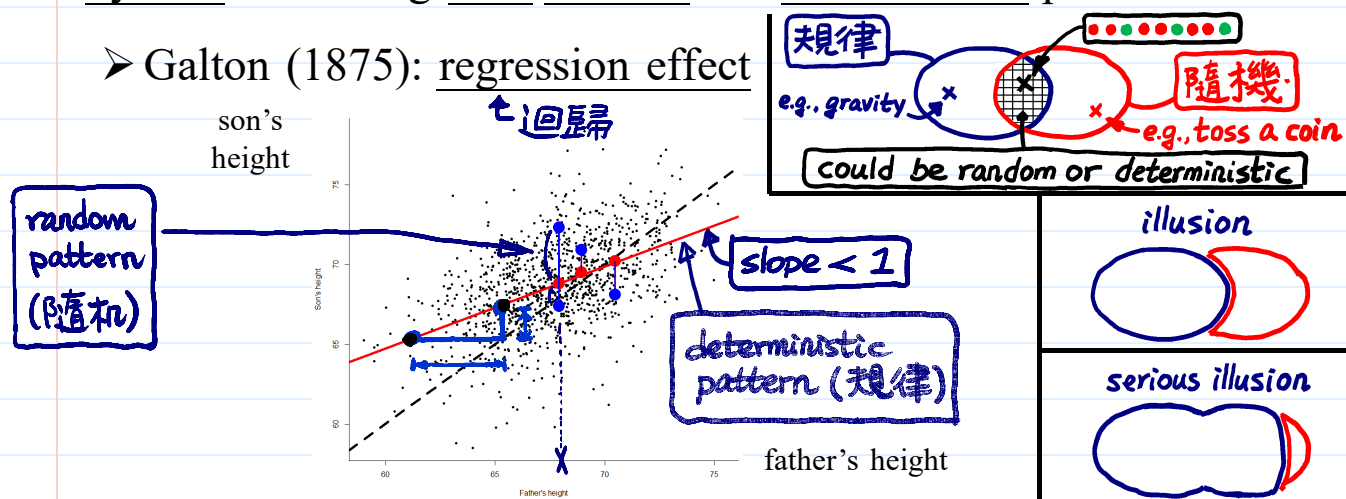 ➢ Galton (1875): regression effect
迴歸
son's
height
random
pattern
(隨机)
75
70
65
60
Son's height
60
65
70
75
Father's height
father's height
slope < 1
deterministic
pattern (規律)
規律
隨機
e.g., gravity
e.g., toss a coin
could be random or deterministic
illusion
serious illusion